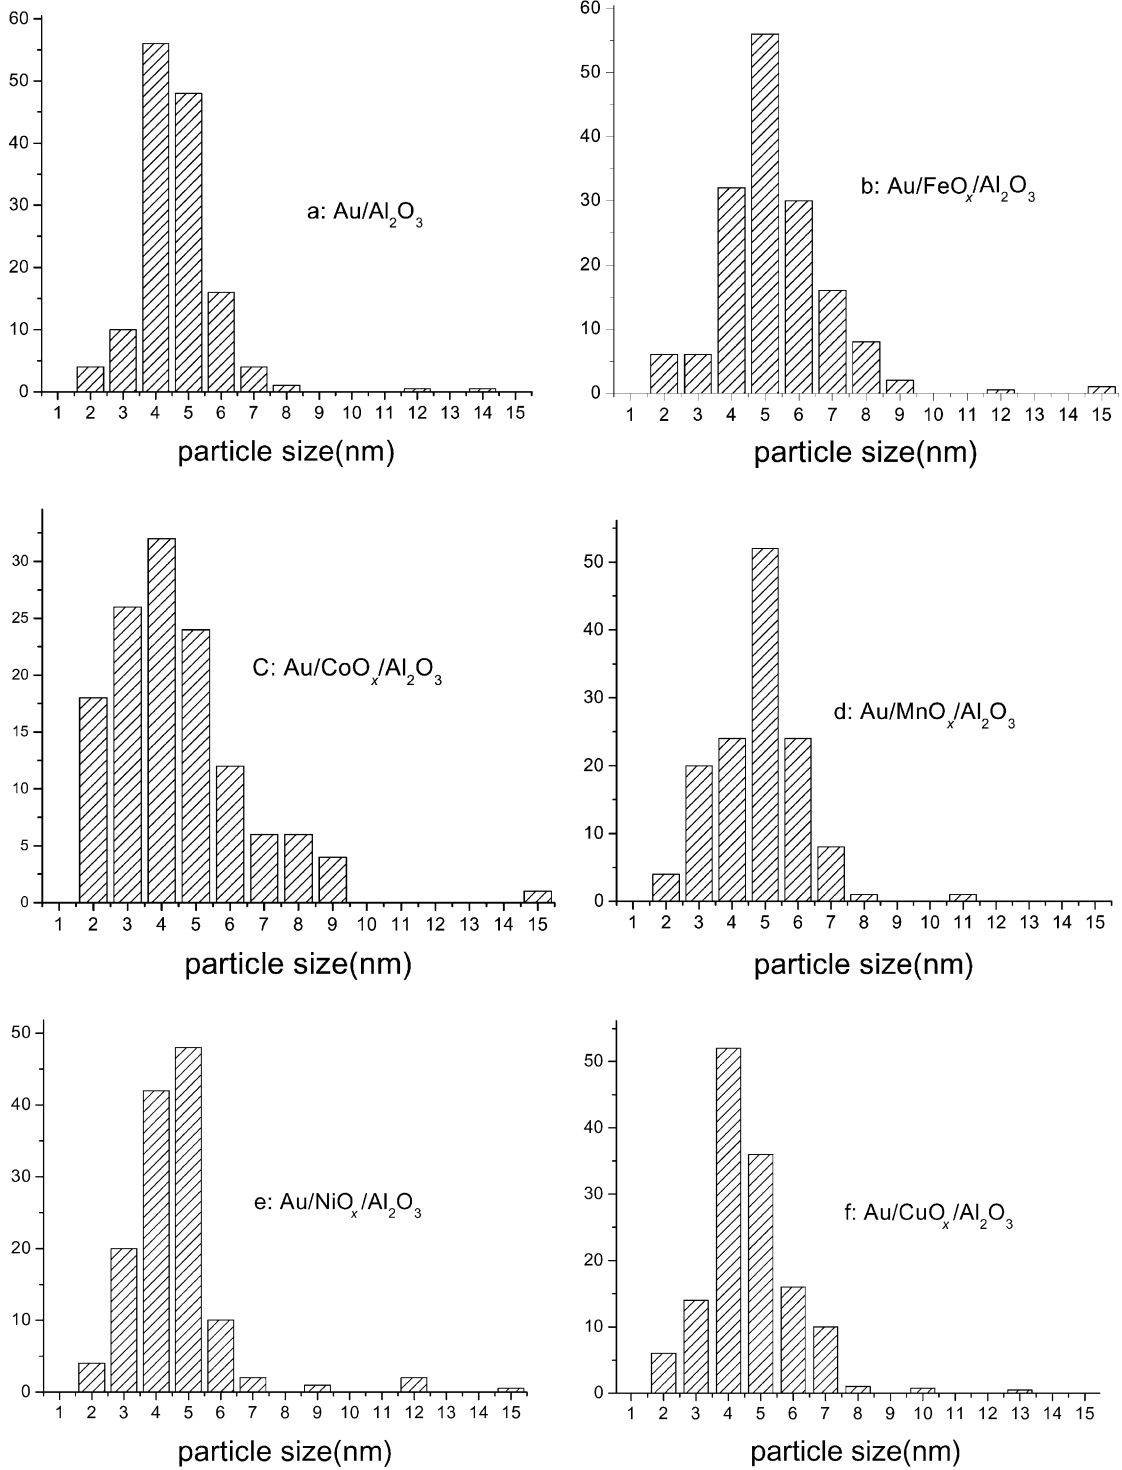 60
50
40
30
20
10
0
1 2 3 4 5 6 7 8 9 10 11 12 13 14 15
a: Au/Al₂O₃
particle size(nm)
60
50
40
30
20
10
0
1 2 3 4 5 6 7 8 9 10 11 12 13 14 15
b: Au/FeOₓ/Al₂O₃
particle size(nm)
30
25
20
15
10
5
0
1 2 3 4 5 6 7 8 9 10 11 12 13 14 15
C: Au/CoOₓ/Al₂O₃
particle size(nm)
50
40
30
20
10
0
1 2 3 4 5 6 7 8 9 10 11 12 13 14 15
d: Au/MnOₓ/Al₂O₃
particle size(nm)
50
40
30
20
10
0
1 2 3 4 5 6 7 8 9 10 11 12 13 14 15
e: Au/NiOₓ/Al₂O₃
particle size(nm)
50
40
30
20
10
0
1 2 3 4 5 6 7 8 9 10 11 12 13 14 15
f: Au/CuOₓ/Al₂O₃
particle size(nm)